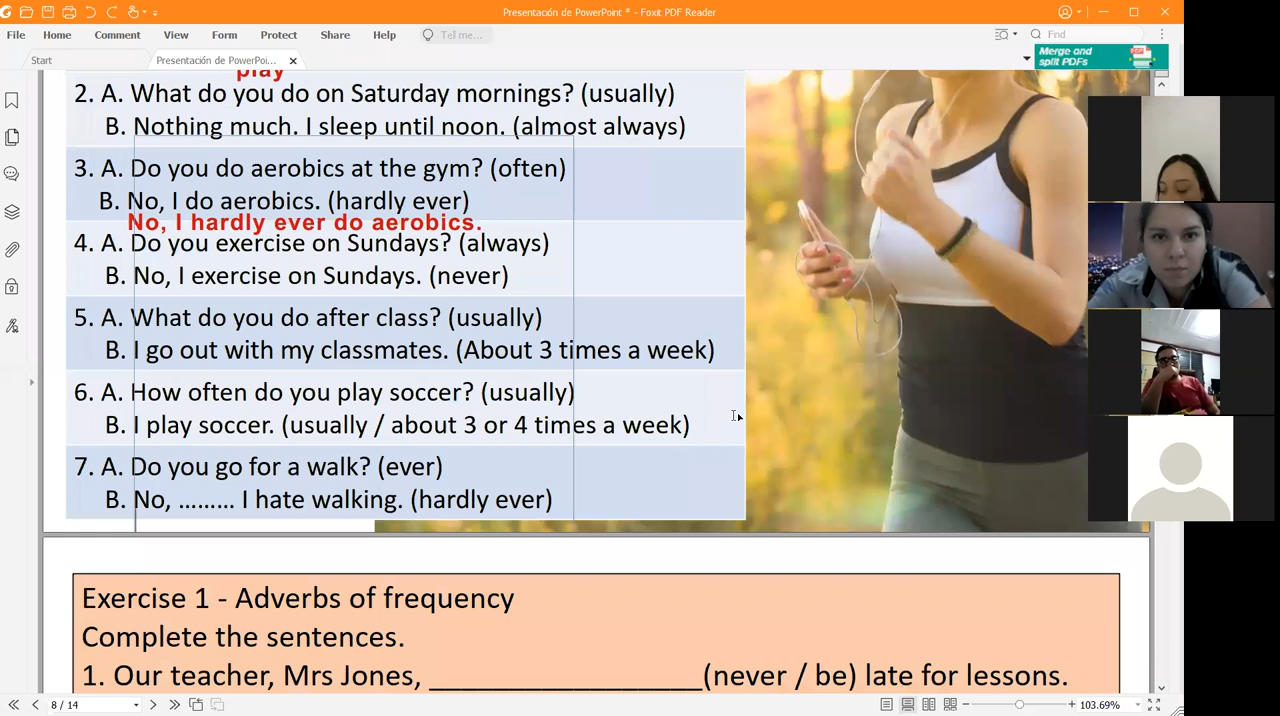 Presentación de PowerPoint * - Foxit PDF Reader
File Home Comment View Form Protect Share Help Tell me... Find
Start Presentación de PowerPoi... Merge and split PDFs
play
2. A. What do you do on Saturday mornings? (usually)
B. Nothing much. I sleep until noon. (almost always)
3. A. Do you do aerobics at the gym? (often)
B. No, I do aerobics. (hardly ever)
No, I hardly ever do aerobics.
4. A. Do you exercise on Sundays? (always)
B. No, I exercise on Sundays. (never)
5. A. What do you do after class? (usually)
B. I go out with my classmates. (About 3 times a week)
6. A. How often do you play soccer? (usually)
B. I play soccer. (usually / about 3 or 4 times a week)
7. A. Do you go for a walk? (ever)
B. No, ......... I hate walking. (hardly ever)
Exercise 1 - Adverbs of frequency
Complete the sentences.
1. Our teacher, Mrs Jones, ___________________(never / be) late for lessons.
8 / 14 103.69%